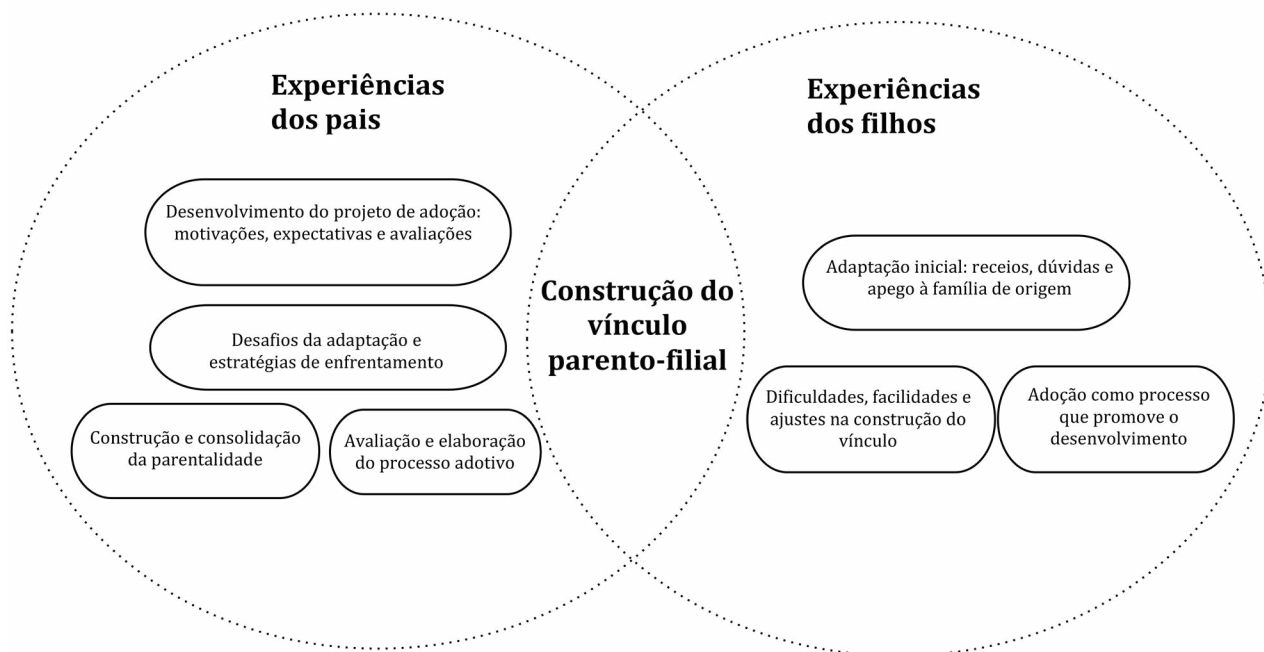 Experiências
dos pais
Desenvolvimento do projeto de adoção:
motivações, expectativas e avaliações
Desafios da adaptação e
estratégias de enfrentamento
Construção e consolidação
da parentalidade
Avaliação e elaboração
do processo adotivo
Construção do
vínculo
parento-filial
Experiências
dos filhos
Adaptação inicial: receios, dúvidas e
apego à família de origem
Dificuldades, facilidades e
ajustes na construção do
vínculo
Adoção como processo
que promove o
desenvolvimento